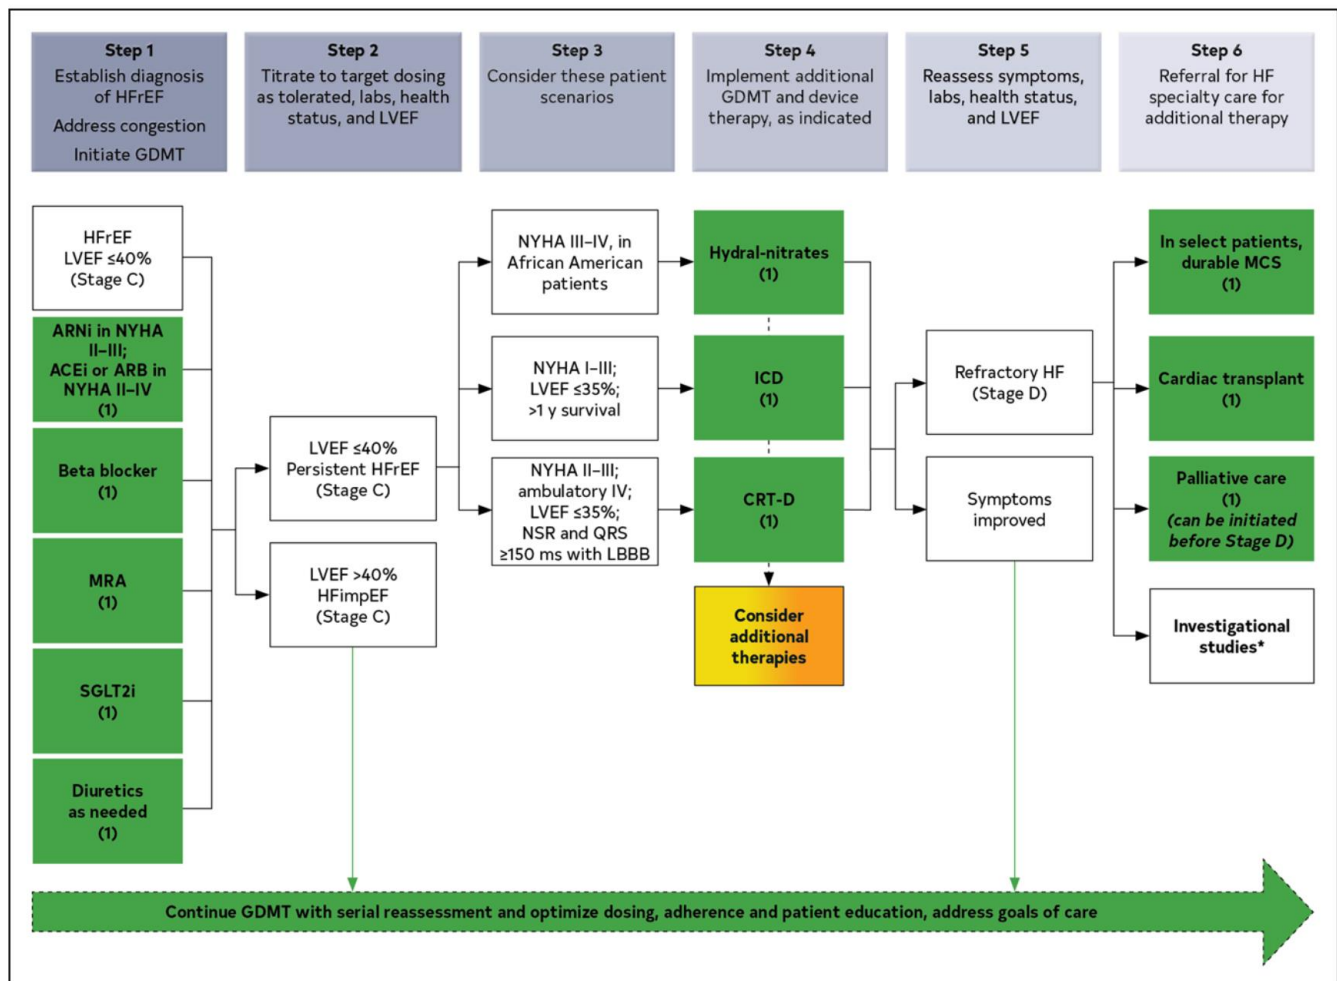 Step 1
Establish diagnosis
of HFrEF
Address congestion
Initiate GDMT
Step 2
Titrate to target dosing
as tolerated, labs, health
status, and LVEF
Step 3
Consider these patient
scenarios
Step 4
Implement additional
GDMT and device
therapy, as indicated
Step 5
Reassess symptoms,
labs, health status,
and LVEF
Step 6
Referral for HF
specialty care for
additional therapy
HFrEF
LVEF ≤40%
(Stage C)
ARNi in NYHA
II–III;
ACEi or ARB in
NYHA II–IV
(1)
Beta blocker
(1)
MRA
(1)
SGLT2i
(1)
Diuretics
as needed
(1)
LVEF ≤40%
Persistent HFrEF
(Stage C)
LVEF >40%
HFimpEF
(Stage C)
NYHA III–IV, in
African American
patients
NYHA I–III;
LVEF ≤35%;
>1 y survival
NYHA II–III;
ambulatory IV;
LVEF ≤35%;
NSR and QRS
≥150 ms with LBBB
Hydral-nitrates
(1)
ICD
(1)
CRT-D
(1)
Consider
additional
therapies
Refractory HF
(Stage D)
Symptoms
improved
In select patients,
durable MCS
(1)
Cardiac transplant
(1)
Palliative care
(1)
(can be initiated
before Stage D)
Investigational
studies*
Continue GDMT with serial reassessment and optimize dosing, adherence and patient education, address goals of care